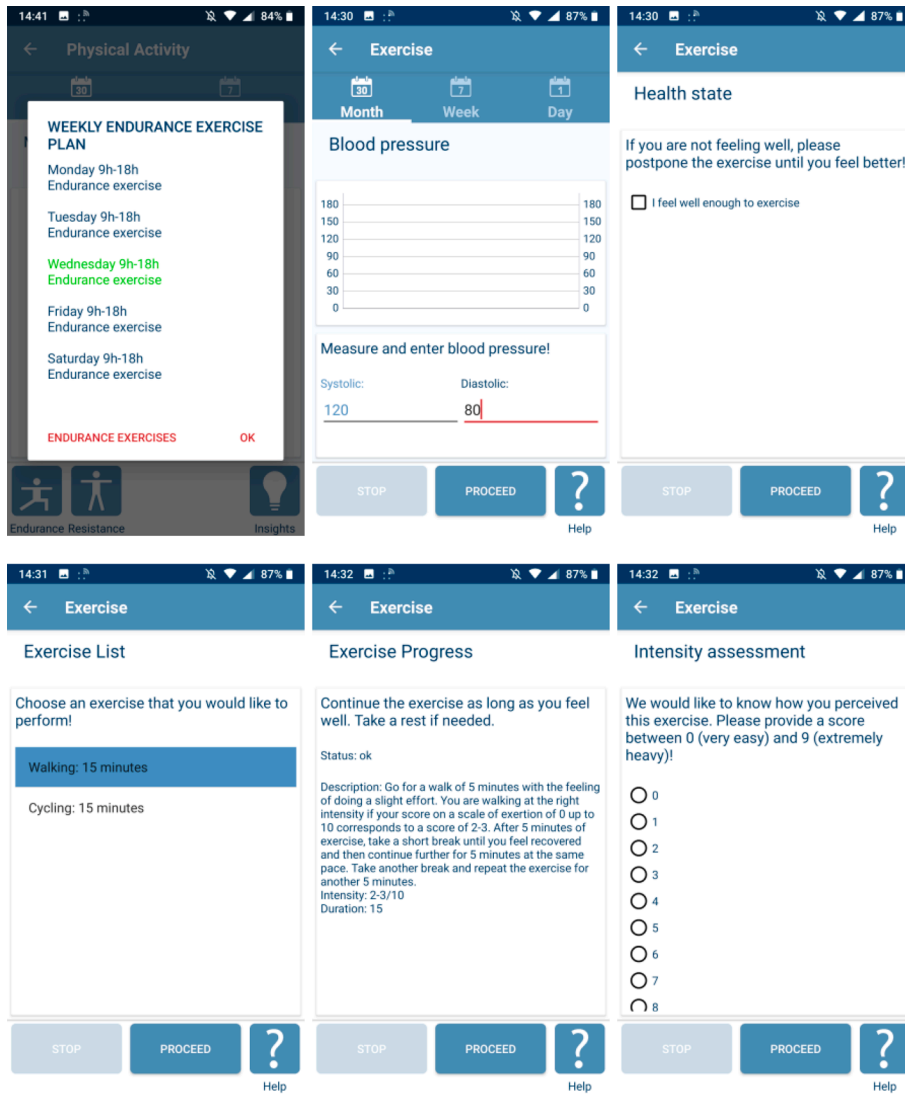 14:41 84%
Physical Activity
30 7
WEEKLY ENDURANCE EXERCISE
PLAN
Monday 9h-18h
Endurance exercise
Tuesday 9h-18h
Endurance exercise
Wednesday 9h-18h
Endurance exercise
Friday 9h-18h
Endurance exercise
Saturday 9h-18h
Endurance exercise
ENDURANCE EXERCISES OK
Endurance Resistance Insights
14:30 87%
Exercise
30 7 1
Month Week Day
Blood pressure
180 180
150 150
120 120
90 90
60 60
30 30
0 0
Measure and enter blood pressure!
Systolic: Diastolic:
120 80
STOP PROCEED ?
Help
14:30 87%
Exercise
Health state
If you are not feeling well, please
postpone the exercise until you feel better!
I feel well enough to exercise
STOP PROCEED ?
Help
14:31 87%
Exercise
Exercise List
Choose an exercise that you would like to
perform!
Walking: 15 minutes
Cycling: 15 minutes
STOP PROCEED ?
Help
14:32 87%
Exercise
Exercise Progress
Continue the exercise as long as you feel
well. Take a rest if needed.
Status: ok
Description: Go for a walk of 5 minutes with the feeling
of doing a slight effort. You are walking at the right
intensity if your score on a scale of exertion of 0 up to
10 corresponds to a score of 2-3. After 5 minutes of
exercise, take a short break until you feel recovered
and then continue further for 5 minutes at the same
pace. Take another break and repeat the exercise for
another 5 minutes.
Intensity: 2-3/10
Duration: 15
STOP PROCEED ?
Help
14:32 87%
Exercise
Intensity assessment
We would like to know how you perceived
this exercise. Please provide a score
between 0 (very easy) and 9 (extremely
heavy)!
0
1
2
3
4
5
6
7
8
STOP PROCEED ?
Help